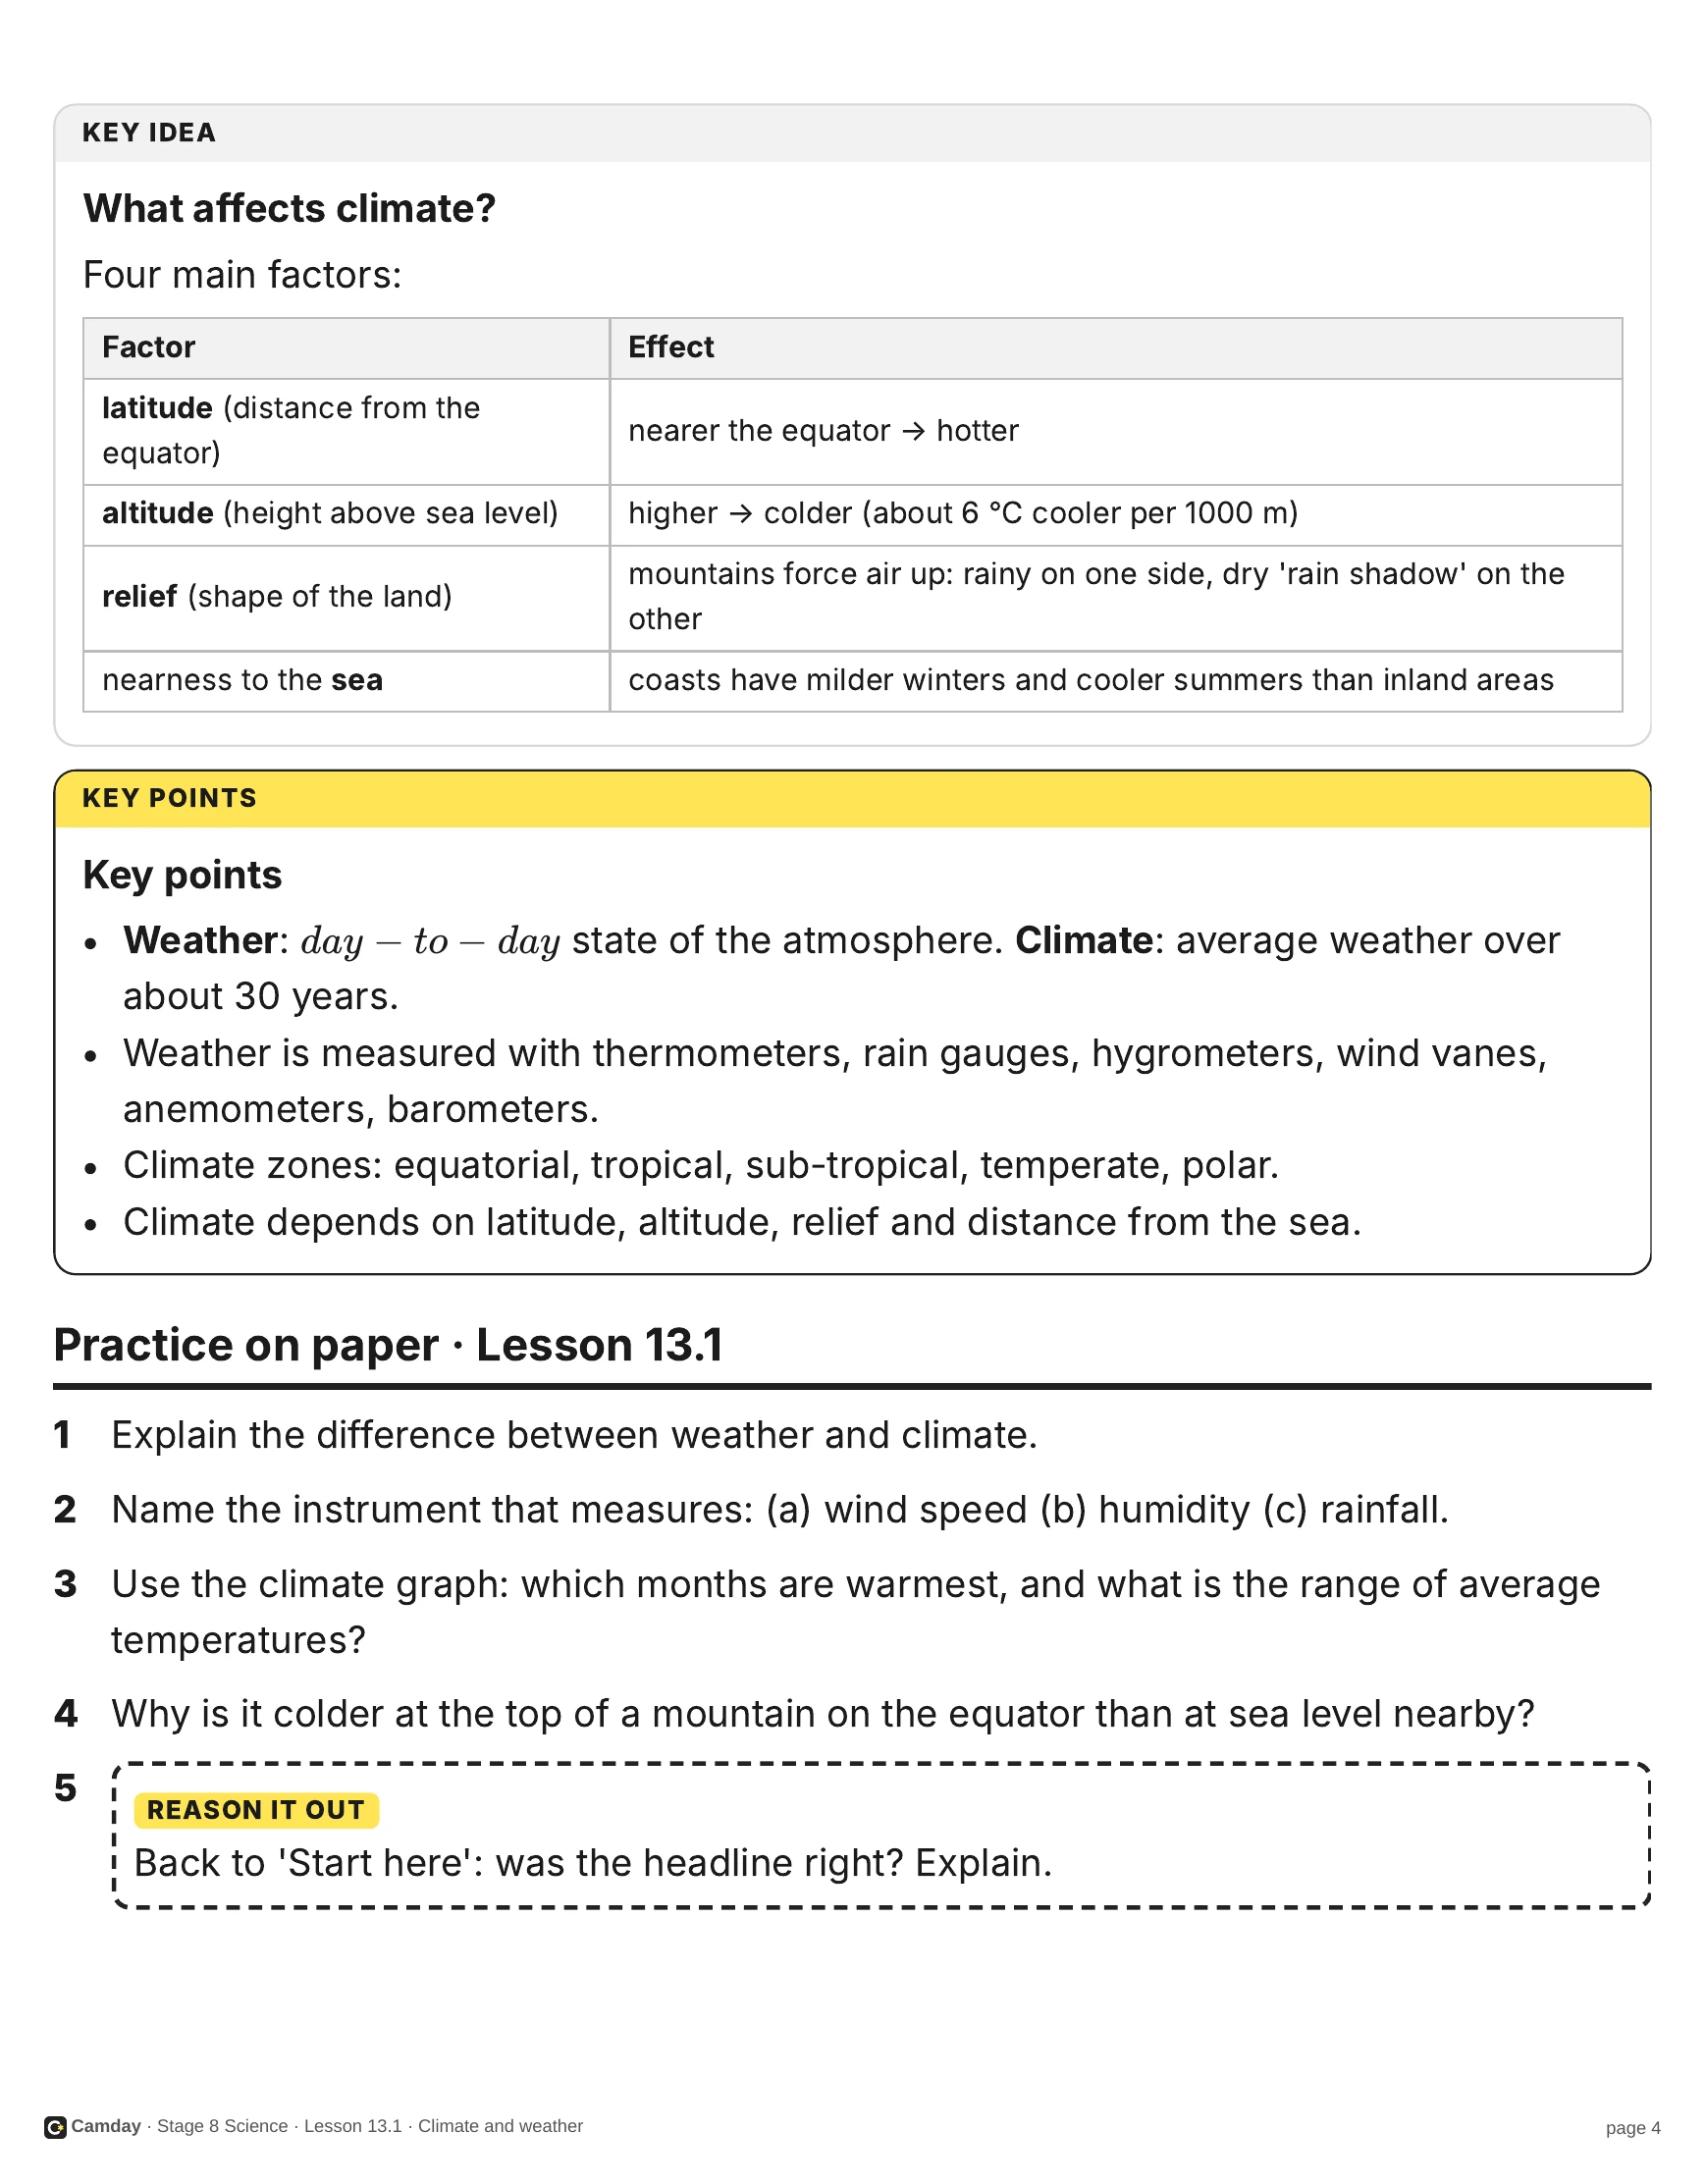 KEY IDEA
What affects climate?
Four main factors:
Factor Effect
latitude (distance from the
equator)
nearer the equator → hotter
altitude (height above sea level) higher → colder (about 6 °C cooler per 1000 m)
relief (shape of the land)
mountains force air up: rainy on one side, dry 'rain shadow' on the
other
nearness to the sea coasts have milder winters and cooler summers than inland areas
KEY POINTS
Key points
• Weather: day − to − day state of the atmosphere. Climate: average weather over
about 30 years.
• Weather is measured with thermometers, rain gauges, hygrometers, wind vanes,
anemometers, barometers.
• Climate zones: equatorial, tropical, sub-tropical, temperate, polar.
• Climate depends on latitude, altitude, relief and distance from the sea.
Practice on paper · Lesson 13.1
1 Explain the difference between weather and climate.
2 Name the instrument that measures: (a) wind speed (b) humidity (c) rainfall.
3 Use the climate graph: which months are warmest, and what is the range of average
temperatures?
4 Why is it colder at the top of a mountain on the equator than at sea level nearby?
5
REASON IT OUT
Back to 'Start here': was the headline right? Explain.
Camday · Stage 8 Science · Lesson 13.1 · Climate and weather page 4